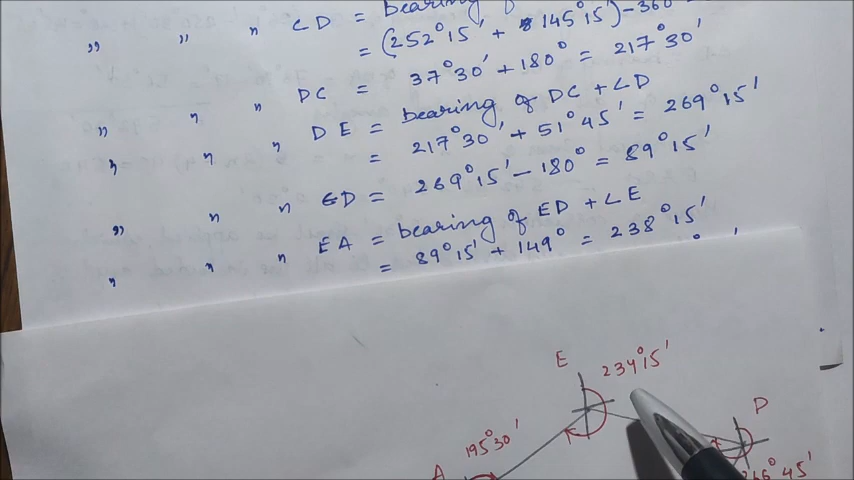 " " " CD = bearing of
= (252°15' + 145°15') - 360
" " " DC = 37°30' + 180° = 217°30'
" " " DE = bearing of DC + ∠D
= 217°30' + 51°45' = 269°15'
" " " ED = 269°15' - 180° = 89°15'
" " " EA = bearing of ED + ∠E
= 89°15' + 149° = 238°15'
E 234°15'
D
195°30'
A
266°45'